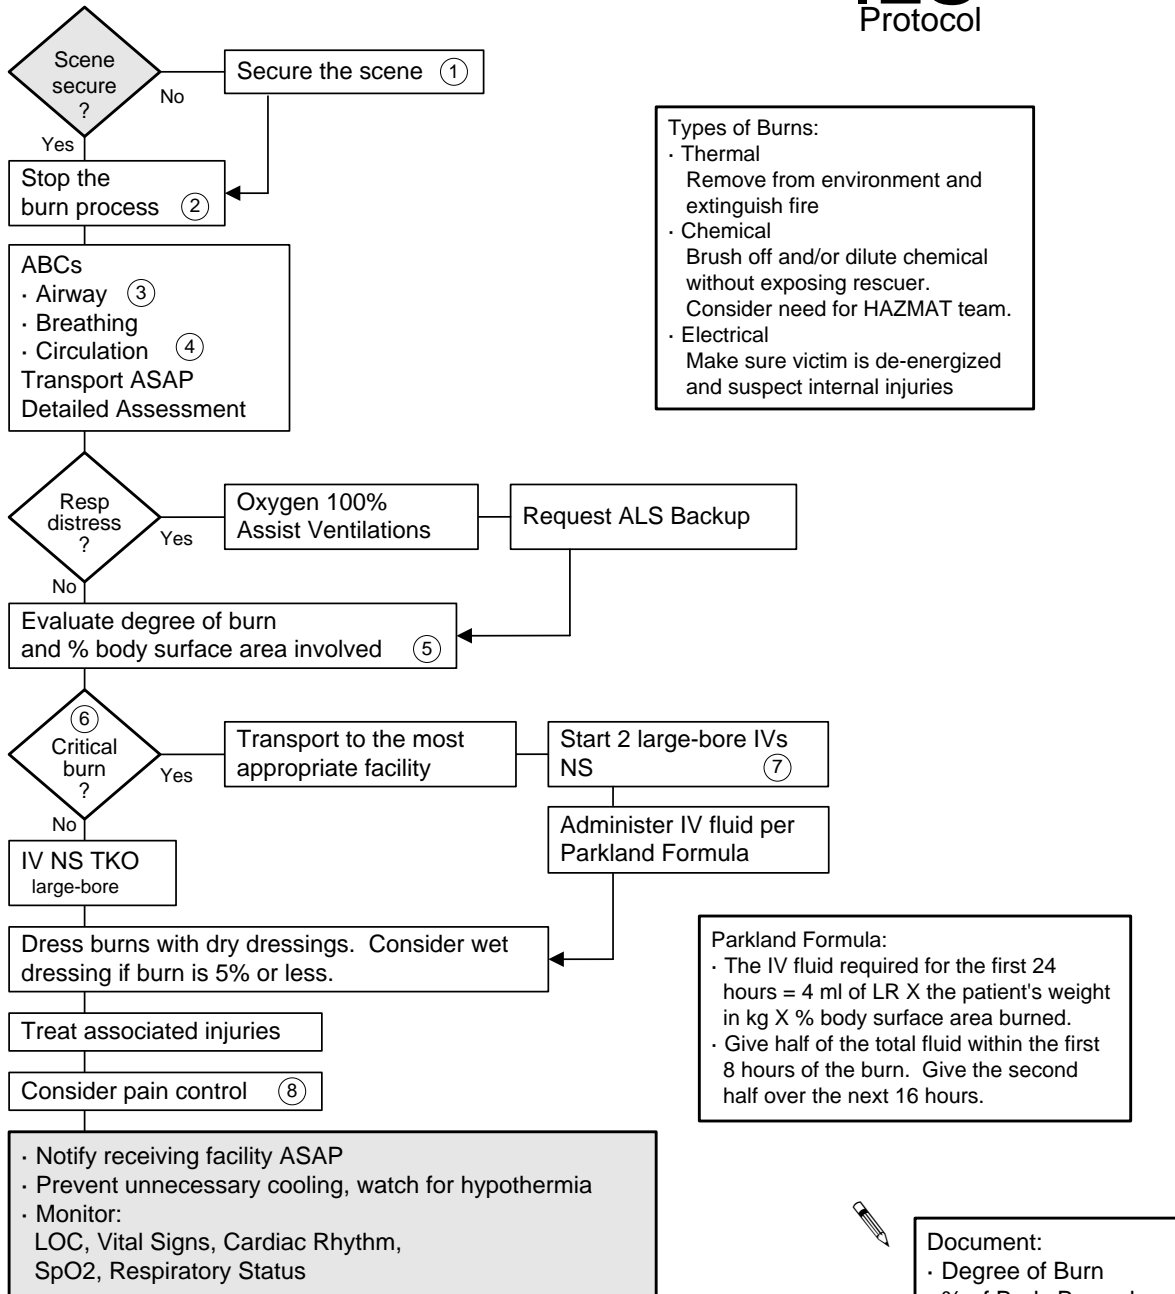 Protocol
Scene
secure
?
No
Secure the scene 1
Yes
Stop the
burn process 2
Types of Burns:
· Thermal
Remove from environment and
extinguish fire
· Chemical
Brush off and/or dilute chemical
without exposing rescuer.
Consider need for HAZMAT team.
· Electrical
Make sure victim is de-energized
and suspect internal injuries
ABCs
· Airway 3
· Breathing
· Circulation 4
Transport ASAP
Detailed Assessment
Resp
distress
?
Yes
Oxygen 100%
Assist Ventilations
Request ALS Backup
No
Evaluate degree of burn
and % body surface area involved 5
6
Critical
burn
?
Yes
Transport to the most
appropriate facility
Start 2 large-bore IVs
NS 7
Administer IV fluid per
Parkland Formula
No
IV NS TKO
large-bore
Dress burns with dry dressings. Consider wet
dressing if burn is 5% or less.
Parkland Formula:
· The IV fluid required for the first 24
hours = 4 ml of LR X the patient's weight
in kg X % body surface area burned.
· Give half of the total fluid within the first
8 hours of the burn. Give the second
half over the next 16 hours.
Treat associated injuries
Consider pain control 8
· Notify receiving facility ASAP
· Prevent unnecessary cooling, watch for hypothermia
· Monitor:
LOC, Vital Signs, Cardiac Rhythm,
SpO2, Respiratory Status
Document:
· Degree of Burn